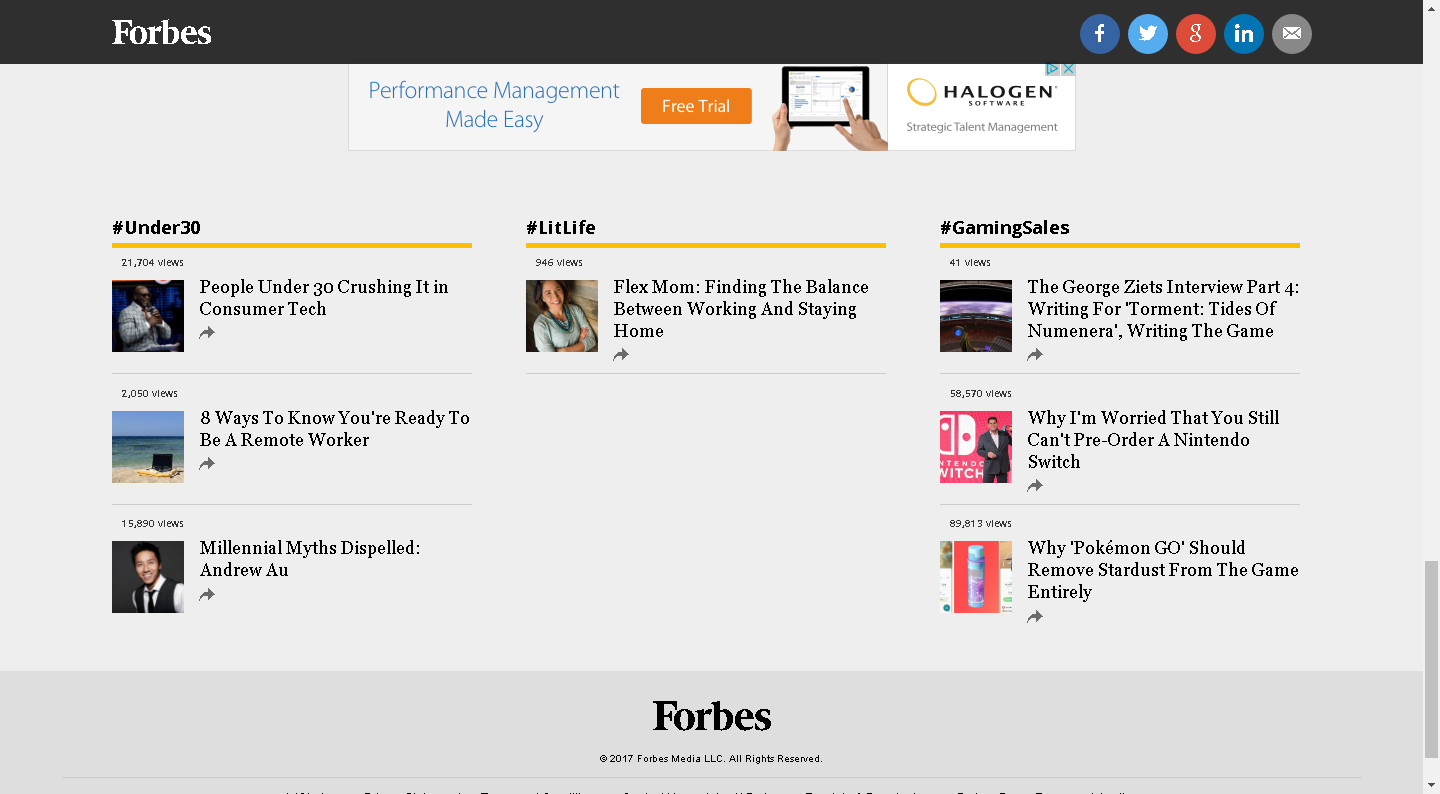 Forbes
Performance Management
Made Easy
Free Trial
HALOGEN
SOFTWARE
Strategic Talent Management
#Under30
21,704 views
People Under 30 Crushing It in
Consumer Tech
2,050 views
8 Ways To Know You're Ready To
Be A Remote Worker
15,890 views
Millennial Myths Dispelled:
Andrew Au
#LitLife
946 views
Flex Mom: Finding The Balance
Between Working And Staying
Home
#GamingSales
41 views
The George Ziets Interview Part 4:
Writing For 'Torment: Tides Of
Numenera', Writing The Game
58,570 views
Why I'm Worried That You Still
Can't Pre-Order A Nintendo
Switch
89,813 views
Why 'Pokémon GO' Should
Remove Stardust From The Game
Entirely
Forbes
© 2017 Forbes Media LLC. All Rights Reserved.